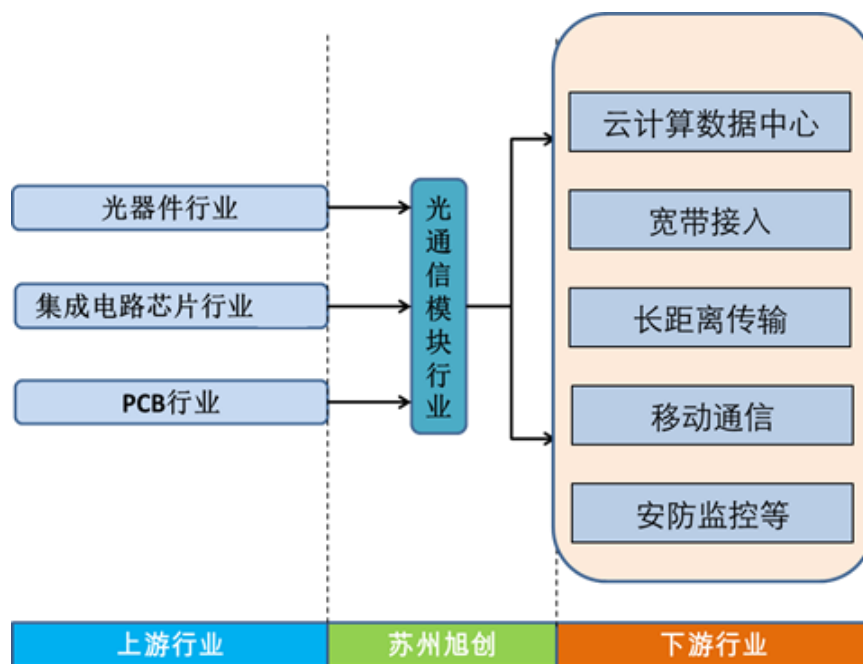 光器件行业
集成电路芯片行业
PCB行业
光通信模块行业
云计算数据中心
宽带接入
长距离传输
移动通信
安防监控等
上游行业
苏州旭创
下游行业